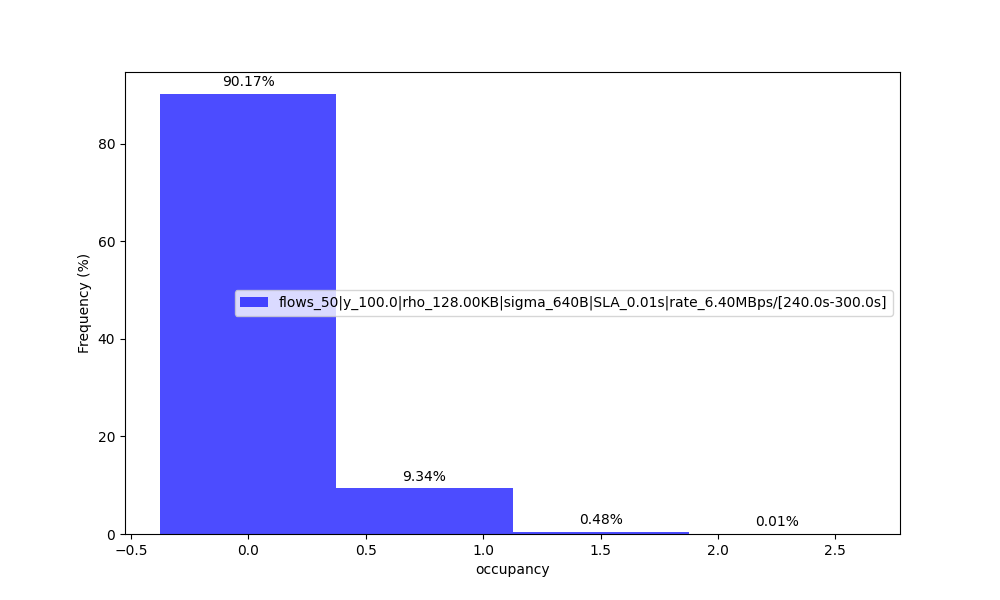 90.17%
80
60
flows_50|y_100.0|rho_128.00KB|sigma_640B|SLA_0.01s|rate_6.40MBps/[240.0s-300.0s]
Frequency (%)
40
20
9.34%
0.48%
0.01%
0
−0.5 0.0 0.5 1.0 1.5 2.0 2.5
occupancy